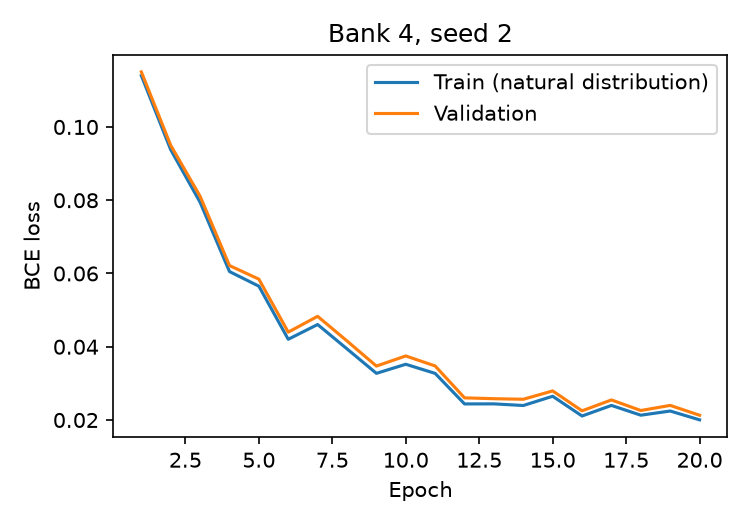 Bank 4, seed 2
Train (natural distribution)
Validation
BCE loss
0.10
0.08
0.06
0.04
0.02
2.5 5.0 7.5 10.0 12.5 15.0 17.5 20.0
Epoch